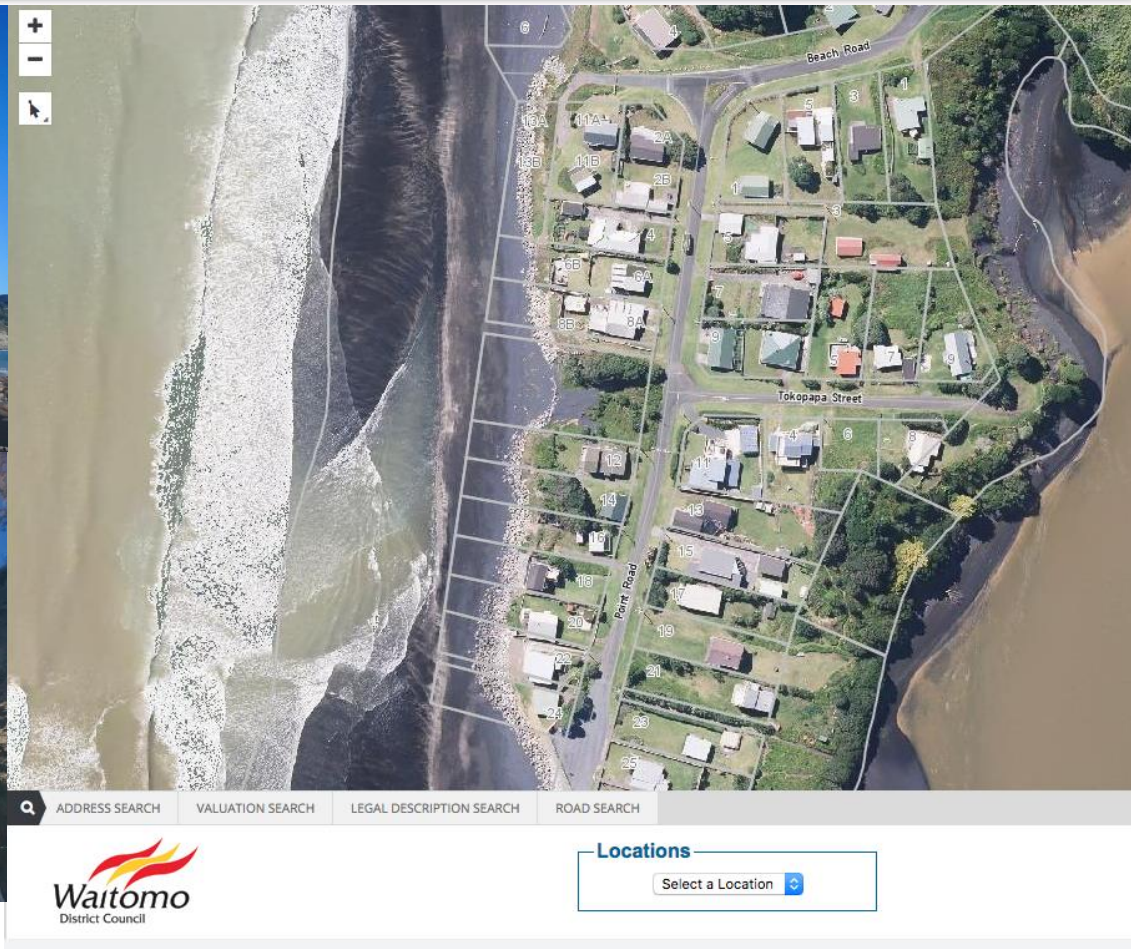 +
−
6
4
2
Beach Road
1
3
5
13A
11A
2A
13B
11B
2B
1
3
4
5
6B
6A
7
8B
8A
9
5
7
9
Tokopapa Street
4
6
8
12
11
14
13
16
15
18
17
Point Road
20
19
22
21
24
23
25
ADDRESS SEARCH VALUATION SEARCH LEGAL DESCRIPTION SEARCH ROAD SEARCH
Locations
Select a Location
Waitomo
District Council